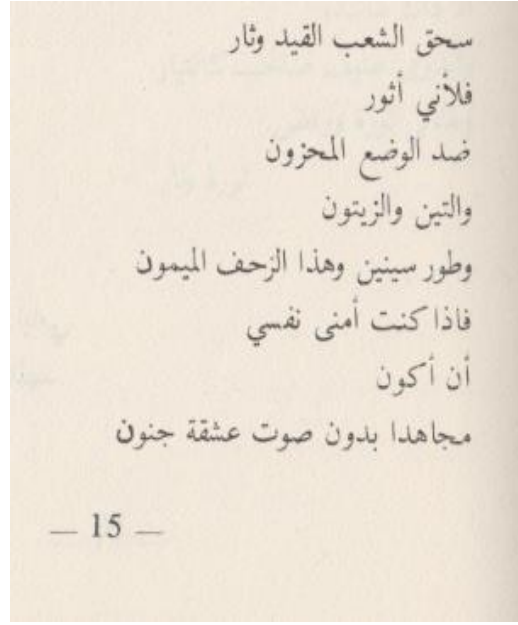 سحق الشعب القيد وثار
فلأني أثور
ضد الوضع المحزون
والتين والزيتون
وطور سينين وهذا الزحف الميمون
فاذا كنت أمنى نفسي
أن أكون
مجاهدا بدون صوت عشقة جنون
— 15 —